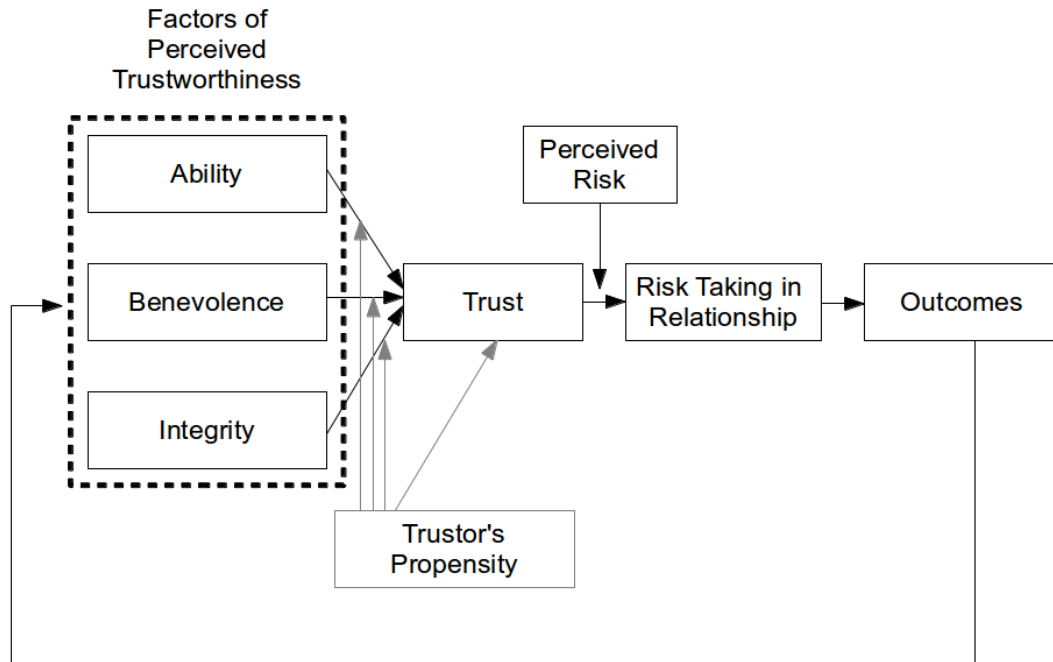 Factors of
Perceived
Trustworthiness
Ability
Perceived
Risk
Benevolence
Trust
Risk Taking in
Relationship
Outcomes
Integrity
Trustor's
Propensity